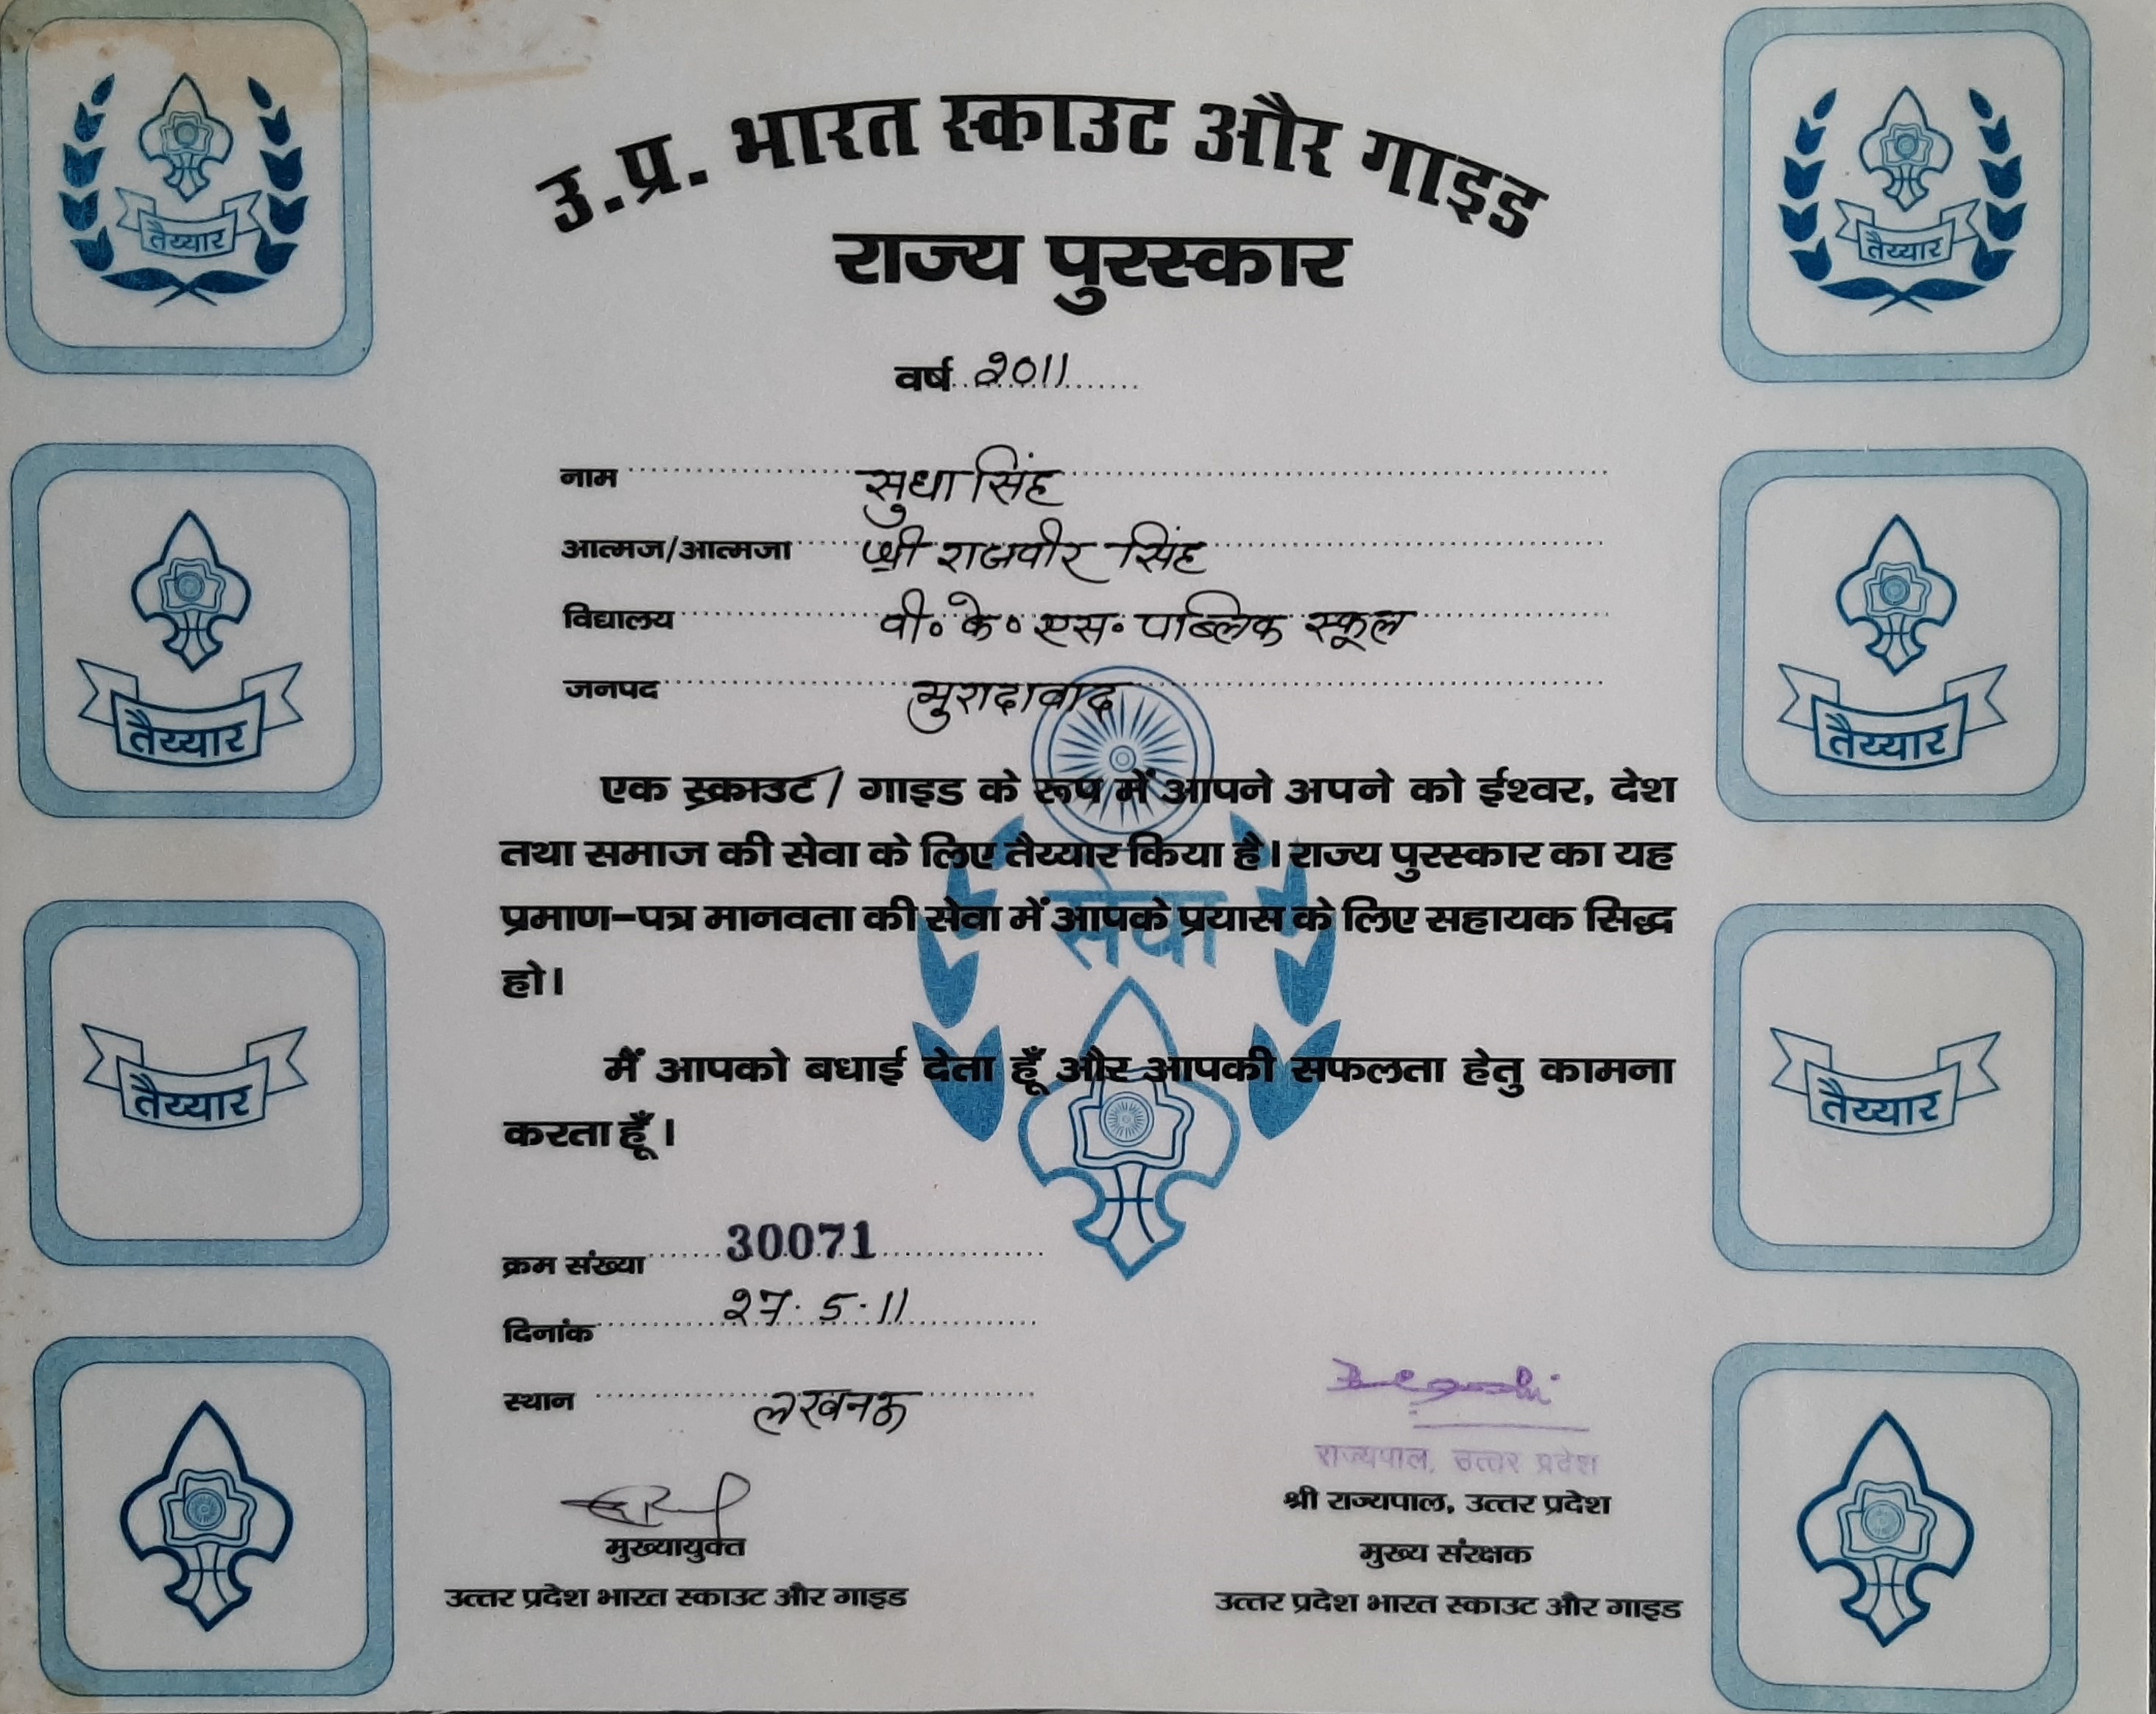 उ.प्र. भारत स्काउट और गाइड
राज्य पुरस्कार
वर्ष 2011
नाम सुधा सिंह
आत्मज/आत्मजा श्री राजवीर सिंह
विद्यालय वी॰ के॰ एस॰ पब्लिक स्कूल
जनपद मुरादावाद
एक स्काउट / गाइड के रूप में आपने अपने को ईश्वर, देश
तथा समाज की सेवा के लिए तैय्यार किया है। राज्य पुरस्कार का यह
प्रमाण-पत्र मानवता की सेवा में आपके प्रयास के लिए सहायक सिद्ध
हो।
सेवा
मैं आपको बधाई देता हूँ और आपकी सफलता हेतु कामना
करता हूँ।
क्रम संख्या 30071
दिनांक 27.5.11
स्थान लखनऊ
राज्यपाल, उत्तर प्रदेश
श्री राज्यपाल, उत्तर प्रदेश
मुख्यायुक्त
मुख्य संरक्षक
उत्तर प्रदेश भारत स्काउट और गाइड
उत्तर प्रदेश भारत स्काउट और गाइड
तैय्यार
तैय्यार
तैय्यार
तैय्यार
तैय्यार
तैय्यार